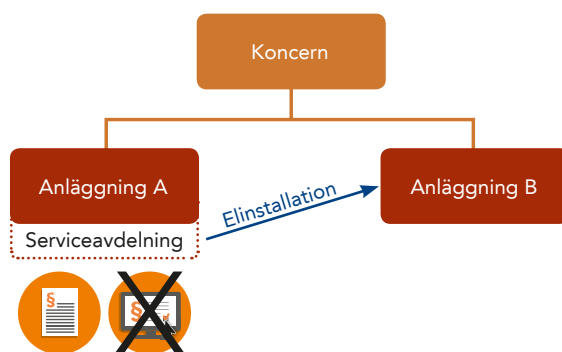 Koncern
Anläggning A
Elinstallation
Anläggning B
Serviceavdelning
§
§